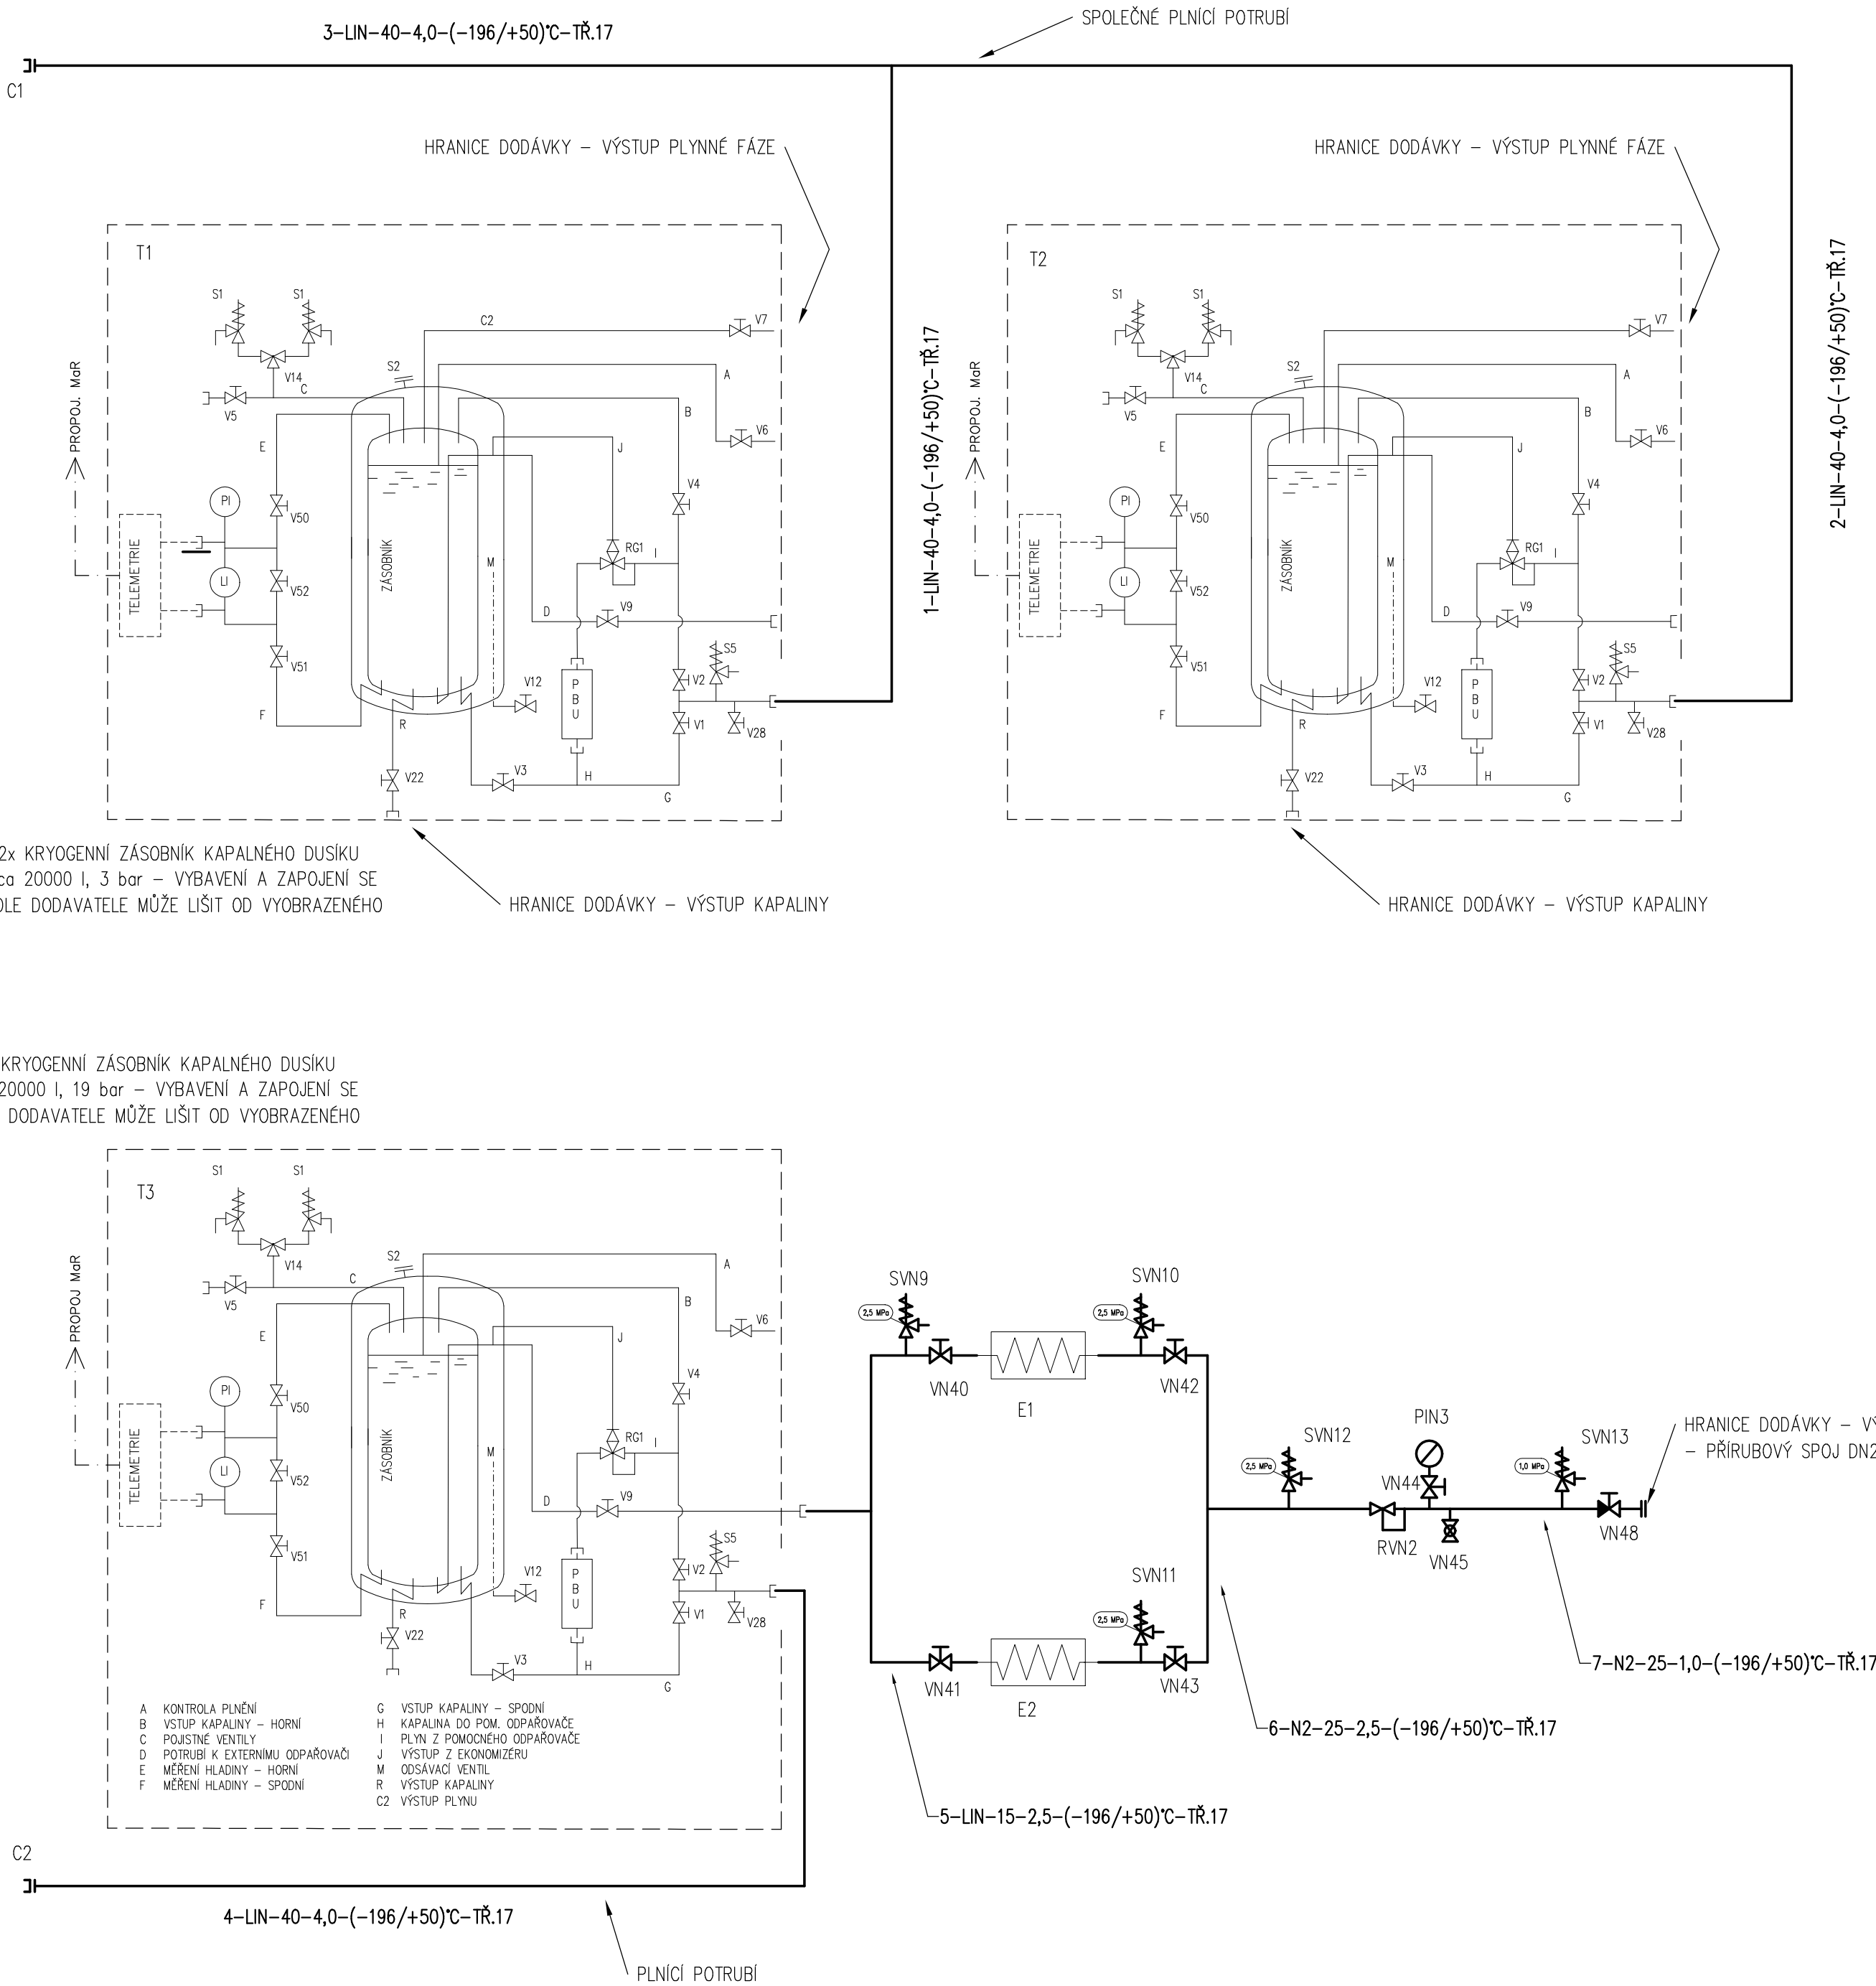 3-LIN-40-4,0-(-196/+50)°C-TŘ.17
SPOLEČNÉ PLNÍCÍ POTRUBÍ
C1
HRANICE DODÁVKY - VÝSTUP PLYNNÉ FÁZE
HRANICE DODÁVKY - VÝSTUP PLYNNÉ FÁZE
T1
S1
S1
V14
C
V5
S2
C2
V7
A
B
V6
E
J
V4
PROPOJ. MaR
TELEMETRIE
PI
LI
V50
V52
V51
ZÁSOBNÍK
M
RG1
I
D
V9
S5
V2
V12
PBU
V1
V28
F
R
V22
V3
H
G
1-LIN-40-4,0-(-196/+50)°C-TŘ.17
T2
S1
S1
V14
C
V5
S2
V7
A
B
V6
E
J
V4
PROPOJ. MaR
TELEMETRIE
PI
LI
V50
V52
V51
ZÁSOBNÍK
M
RG1
I
D
V9
S5
V2
V12
PBU
V1
V28
F
R
V22
V3
H
G
2-LIN-40-4,0-(-196/+50)°C-TŘ.17
2x KRYOGENNÍ ZÁSOBNÍK KAPALNÉHO DUSÍKU
ca 20000 l, 3 bar - VYBAVENÍ A ZAPOJENÍ SE
DLE DODAVATELE MŮŽE LIŠIT OD VYOBRAZENÉHO
HRANICE DODÁVKY - VÝSTUP KAPALINY
HRANICE DODÁVKY - VÝSTUP KAPALINY
KRYOGENNÍ ZÁSOBNÍK KAPALNÉHO DUSÍKU
20000 l, 19 bar - VYBAVENÍ A ZAPOJENÍ SE
DODAVATELE MŮŽE LIŠIT OD VYOBRAZENÉHO
T3
S1
S1
V14
C
V5
S2
A
B
V6
E
J
V4
PROPOJ MaR
TELEMETRIE
PI
LI
V50
V52
V51
ZÁSOBNÍK
M
RG1
I
D
V9
S5
V2
V12
PBU
V1
V28
F
R
V22
V3
H
G
A KONTROLA PLNĚNÍ
B VSTUP KAPALINY - HORNÍ
C POJISTNÉ VENTILY
D POTRUBÍ K EXTERNÍMU ODPAŘOVAČI
E MĚŘENÍ HLADINY - HORNÍ
F MĚŘENÍ HLADINY - SPODNÍ
G VSTUP KAPALINY - SPODNÍ
H KAPALINA DO POM. ODPAŘOVAČE
I PLYN Z POMOCNÉHO ODPAŘOVAČE
J VÝSTUP Z EKONOMIZÉRU
M ODSÁVACÍ VENTIL
R VÝSTUP KAPALINY
C2 VÝSTUP PLYNU
SVN9
2,5 MPa
VN40
E1
SVN10
2,5 MPa
VN42
VN41
E2
SVN11
2,5 MPa
VN43
SVN12
2,5 MPa
PIN3
VN44
RVN2
VN45
SVN13
1,0 MPa
VN48
HRANICE DODÁVKY -
- PŘÍRUBOVÝ SPOJ
7-N2-25-1,0-(-196/+50)°C-TŘ.17
6-N2-25-2,5-(-196/+50)°C-TŘ.17
5-LIN-15-2,5-(-196/+50)°C-TŘ.17
C2
4-LIN-40-4,0-(-196/+50)°C-TŘ.17
PLNÍCÍ POTRUBÍ